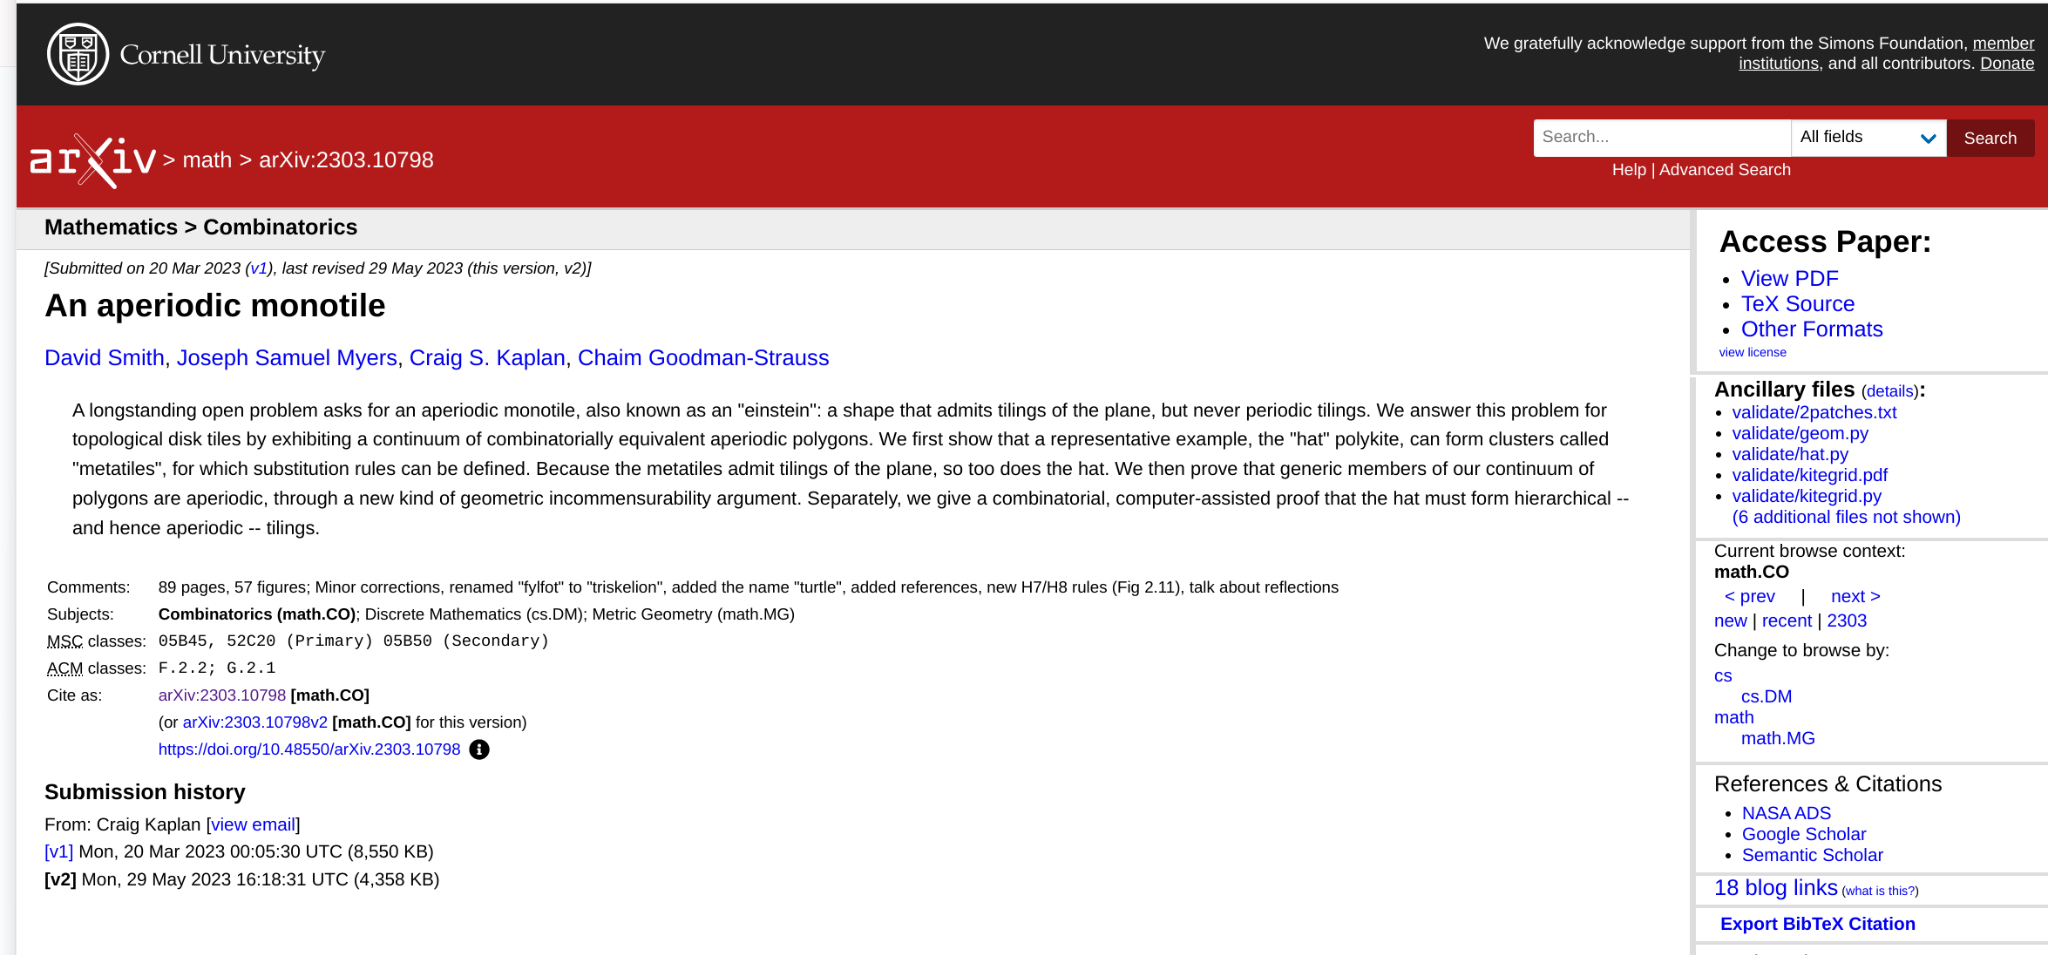 Cornell University
We gratefully acknowledge support from the Simons Foundation, member
institutions, and all contributors. Donate
arXiv > math > arXiv:2303.10798
Search...
All fields
Search
Help | Advanced Search
Mathematics > Combinatorics
[Submitted on 20 Mar 2023 (v1), last revised 29 May 2023 (this version, v2)]
An aperiodic monotile
David Smith, Joseph Samuel Myers, Craig S. Kaplan, Chaim Goodman-Strauss
A longstanding open problem asks for an aperiodic monotile, also known as an "einstein": a shape that admits tilings of the plane, but never periodic tilings. We answer this problem for
topological disk tiles by exhibiting a continuum of combinatorially equivalent aperiodic polygons. We first show that a representative example, the "hat" polykite, can form clusters called
"metatiles", for which substitution rules can be defined. Because the metatiles admit tilings of the plane, so too does the hat. We then prove that generic members of our continuum of
polygons are aperiodic, through a new kind of geometric incommensurability argument. Separately, we give a combinatorial, computer-assisted proof that the hat must form hierarchical --
and hence aperiodic -- tilings.
Comments: 89 pages, 57 figures; Minor corrections, renamed "fylfot" to "triskelion", added the name "turtle", added references, new H7/H8 rules (Fig 2.11), talk about reflections
Subjects: Combinatorics (math.CO); Discrete Mathematics (cs.DM); Metric Geometry (math.MG)
MSC classes: 05B45, 52C20 (Primary) 05B50 (Secondary)
ACM classes: F.2.2; G.2.1
Cite as: arXiv:2303.10798 [math.CO]
(or arXiv:2303.10798v2 [math.CO] for this version)
https://doi.org/10.48550/arXiv.2303.10798
Submission history
From: Craig Kaplan [view email]
[v1] Mon, 20 Mar 2023 00:05:30 UTC (8,550 KB)
[v2] Mon, 29 May 2023 16:18:31 UTC (4,358 KB)
Access Paper:
View PDF
TeX Source
Other Formats
view license
Ancillary files (details):
validate/2patches.txt
validate/geom.py
validate/hat.py
validate/kitegrid.pdf
validate/kitegrid.py
(6 additional files not shown)
Current browse context:
math.CO
< prev | next >
new | recent | 2303
Change to browse by:
cs
cs.DM
math
math.MG
References & Citations
NASA ADS
Google Scholar
Semantic Scholar
18 blog links (what is this?)
Export BibTeX Citation